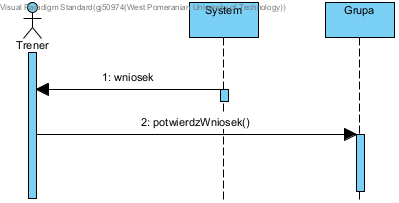 Visual Paradigm Standard(gj50974(West Pomeranian University of Technology))
System
Grupa
Trener
1: wniosek
2: potwierdzWniosek()